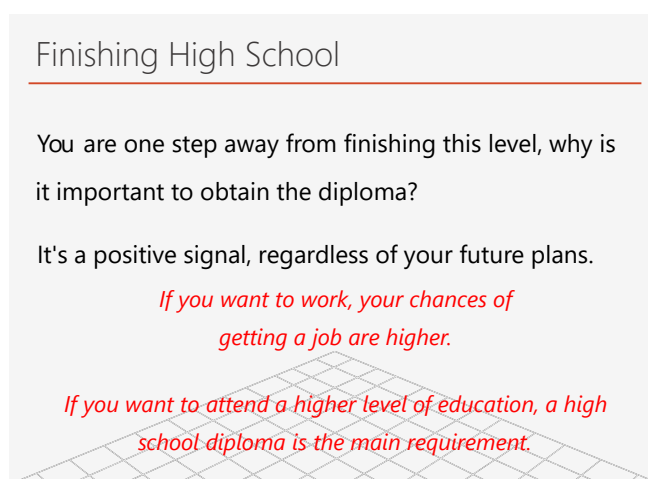 Finishing High School
You are one step away from finishing this level, why is
it important to obtain the diploma?
It's a positive signal, regardless of your future plans.
If you want to work, your chances of
getting a job are higher.
If you want to attend a higher level of education, a high
school diploma is the main requirement.